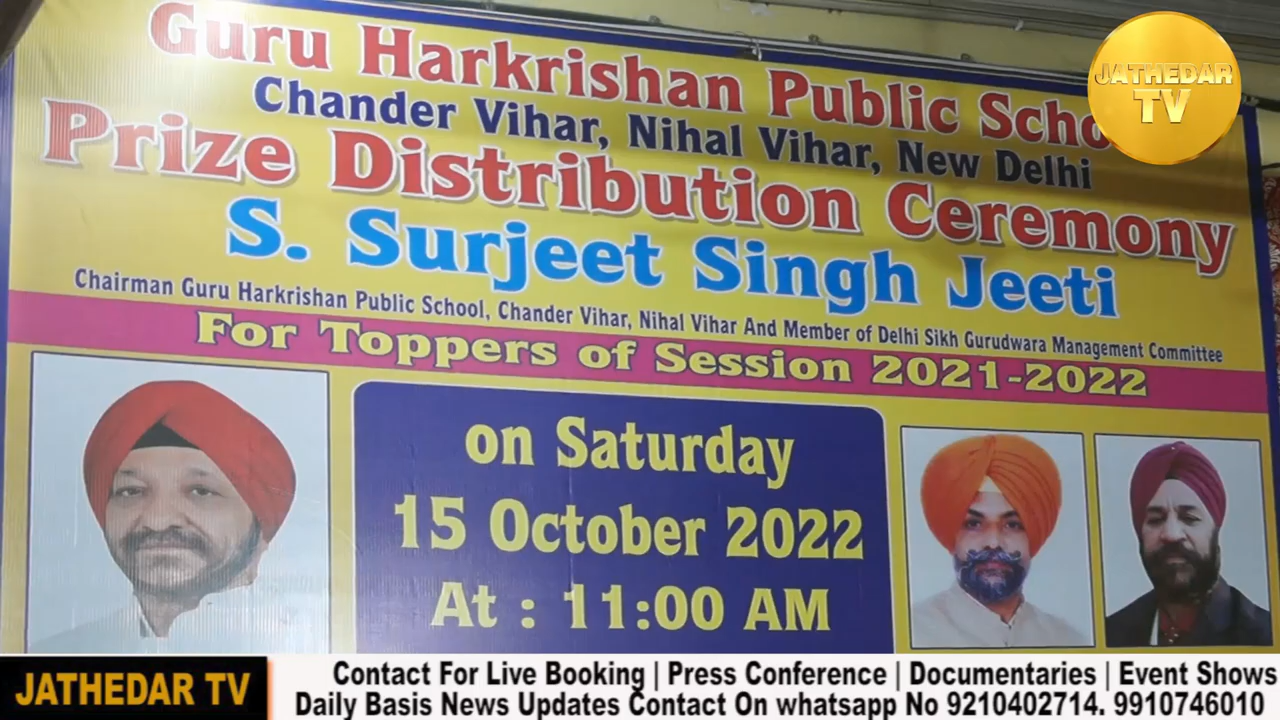 Guru Harkrishan Public Scho
JATHEDAR
TV
Chander Vihar, Nihal Vihar, New Delhi
Prize Distribution Ceremony
S. Surjeet Singh Jeeti
Chairman Guru Harkrishan Public School, Chander Vihar, Nihal Vihar And Member of Delhi Sikh Gurudwara Management Committee
For Toppers of Session 2021-2022
on Saturday
15 October 2022
At : 11:00 AM
JATHEDAR TV
Contact For Live Booking | Press Conference | Documentaries | Event Shows
Daily Basis News Updates Contact On whatsapp No 9210402714. 9910746010